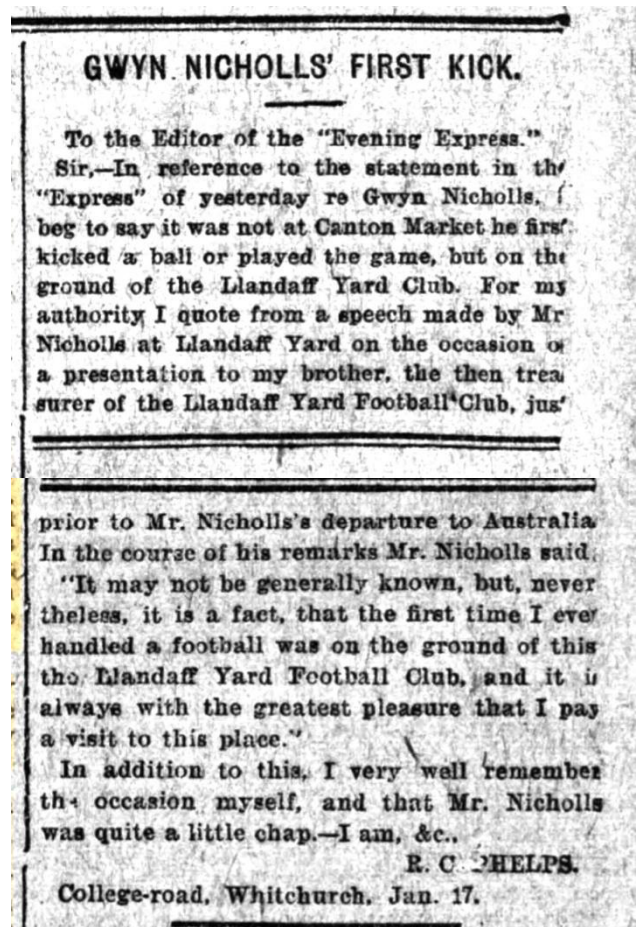 GWYN NICHOLLS' FIRST KICK.
To the Editor of the "Evening Express."
Sir,—In reference to the statement in the
"Express" of yesterday re Gwyn Nicholls, I
beg to say it was not at Canton Market he first
kicked a ball or played the game, but on the
ground of the Llandaff Yard Club. For my
authority I quote from a speech made by Mr
Nicholls at Llandaff Yard on the occasion of
a presentation to my brother, the then trea
surer of the Llandaff Yard Football Club, just
prior to Mr. Nicholls's departure to Australia
In the course of his remarks Mr. Nicholls said,
"It may not be generally known, but, never
theless, it is a fact, that the first time I ever
handled a football was on the ground of this
the Llandaff Yard Football Club, and it is
always with the greatest pleasure that I pay
a visit to this place."
In addition to this, I very well remember
the occasion myself, and that Mr. Nicholls
was quite a little chap.—I am, &c.,
R. C PHELPS.
College-road, Whitchurch, Jan. 17.